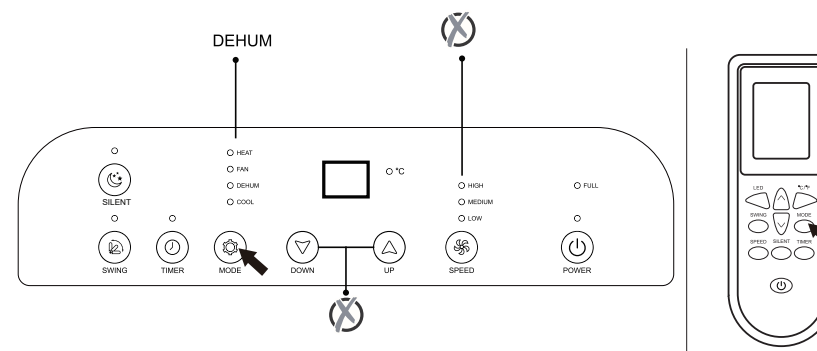 DEHUM
HEAT
FAN
DEHUM
COOL
°C
HIGH
MEDIUM
LOW
FULL
SILENT
SWING
TIMER
MODE
DOWN
UP
SPEED
POWER
LED
°C/°F
SWING
MODE
SPEED SILENT TIMER